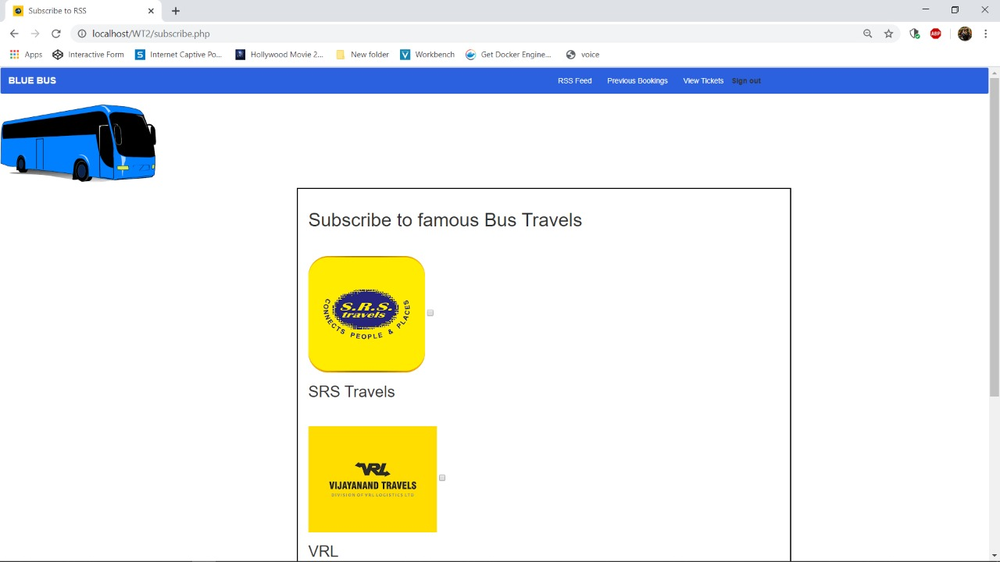 Subscribe to RSS
localhost/WT2/subscribe.php
ABP
Apps Interactive Form S Internet Captive Po... Hollywood Movie 2... New folder V Workbench Get Docker Engine... voice
BLUE BUS RSS Feed Previous Bookings View Tickets Sign out
Subscribe to famous Bus Travels
S.R.S.
travels
CONNECTS PEOPLE & PLACES
SRS Travels
VRL
VIJAYANAND TRAVELS
DIVISION OF VRL LOGISTICS LTD
VRL